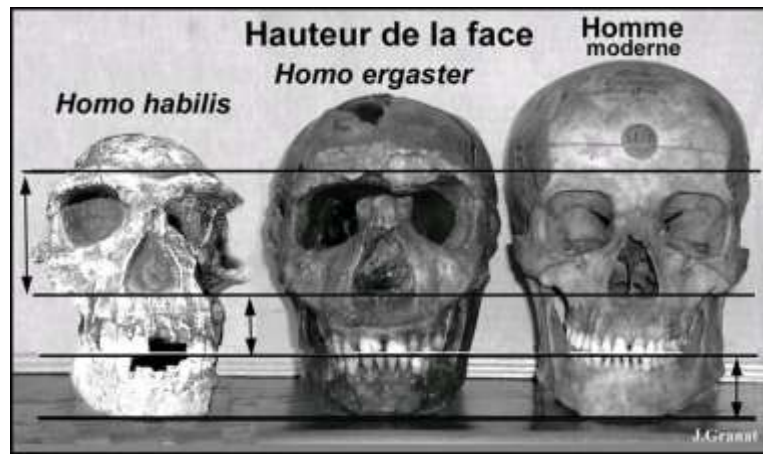 Hauteur de la face
Homme
moderne
Homo ergaster
Homo habilis
J.Granat